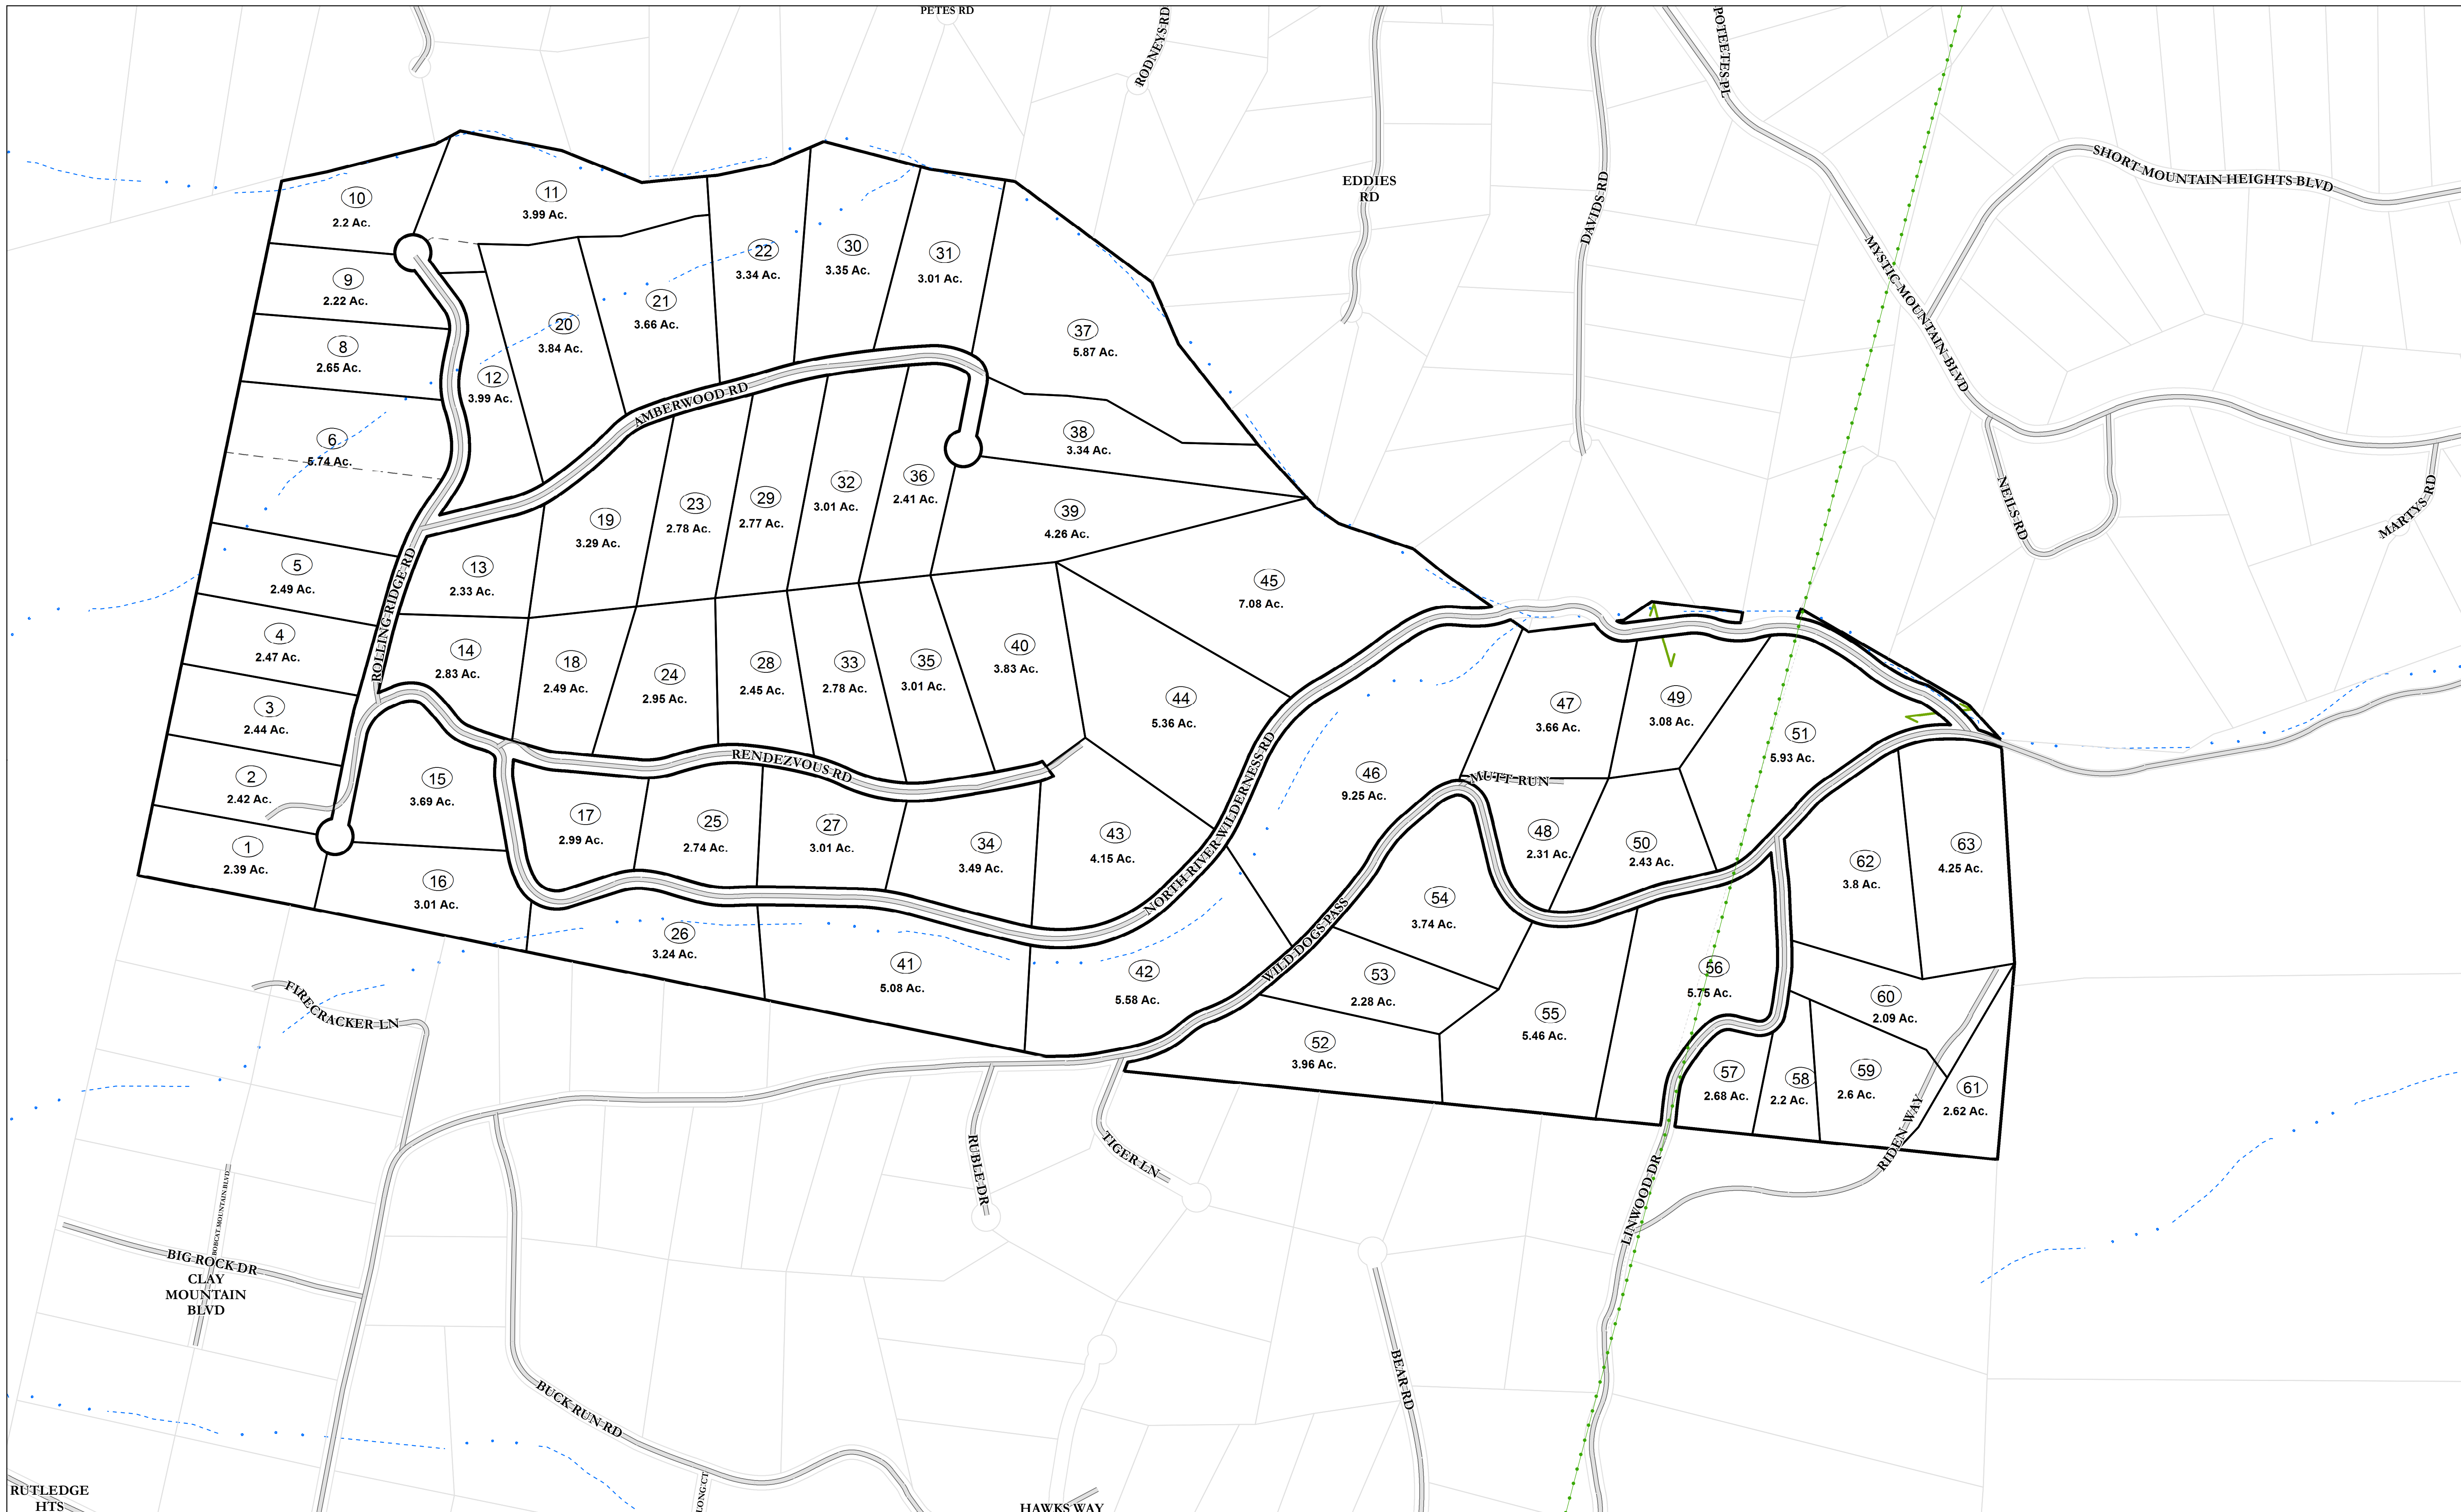 PETES RD
RODNEYS RD
POTEETES PL
EDDIES
RD
DAVIDS RD
SHORT MOUNTAIN HEIGHTS BLVD
MYSTIC MOUNTAIN BLVD
NEILS RD
MARTYS RD
10
2.2 Ac.
11
3.99 Ac.
9
2.22 Ac.
8
2.65 Ac.
12
3.99 Ac.
20
3.84 Ac.
21
3.66 Ac.
22
3.34 Ac.
30
3.35 Ac.
31
3.01 Ac.
37
5.87 Ac.
AMBERWOOD RD
6
5.74 Ac.
38
3.34 Ac.
39
4.26 Ac.
36
2.41 Ac.
32
3.01 Ac.
29
2.77 Ac.
23
2.78 Ac.
19
3.29 Ac.
13
2.33 Ac.
ROLLING RIDGE RD
5
2.49 Ac.
4
2.47 Ac.
3
2.44 Ac.
2
2.42 Ac.
1
2.39 Ac.
14
2.83 Ac.
18
2.49 Ac.
24
2.95 Ac.
28
2.45 Ac.
33
2.78 Ac.
35
3.01 Ac.
40
3.83 Ac.
45
7.08 Ac.
44
5.36 Ac.
RENDEZVOUS RD
15
3.69 Ac.
16
3.01 Ac.
17
2.99 Ac.
25
2.74 Ac.
27
3.01 Ac.
34
3.49 Ac.
43
4.15 Ac.
NORTH RIVER WILDERNESS RD
26
3.24 Ac.
41
5.08 Ac.
42
5.58 Ac.
46
9.25 Ac.
47
3.66 Ac.
49
3.08 Ac.
51
5.93 Ac.
MUTT RUN
48
2.31 Ac.
50
2.43 Ac.
62
3.8 Ac.
63
4.25 Ac.
54
3.74 Ac.
WILD DOGS PASS
53
2.28 Ac.
52
3.96 Ac.
55
5.46 Ac.
56
5.75 Ac.
60
2.09 Ac.
57
2.68 Ac.
58
2.2 Ac.
59
2.6 Ac.
61
2.62 Ac.
RIDEN WAY
LINWOOD DR
FIRECRACKER LN
RUBLE DR
TIGER LN
BOBCAT MOUNTAIN BLVD
BIG ROCK DR
CLAY
MOUNTAIN
BLVD
BUCK RUN RD
BEAR RD
LONG CT
HAWKS WAY
RUTLEDGE
HTS